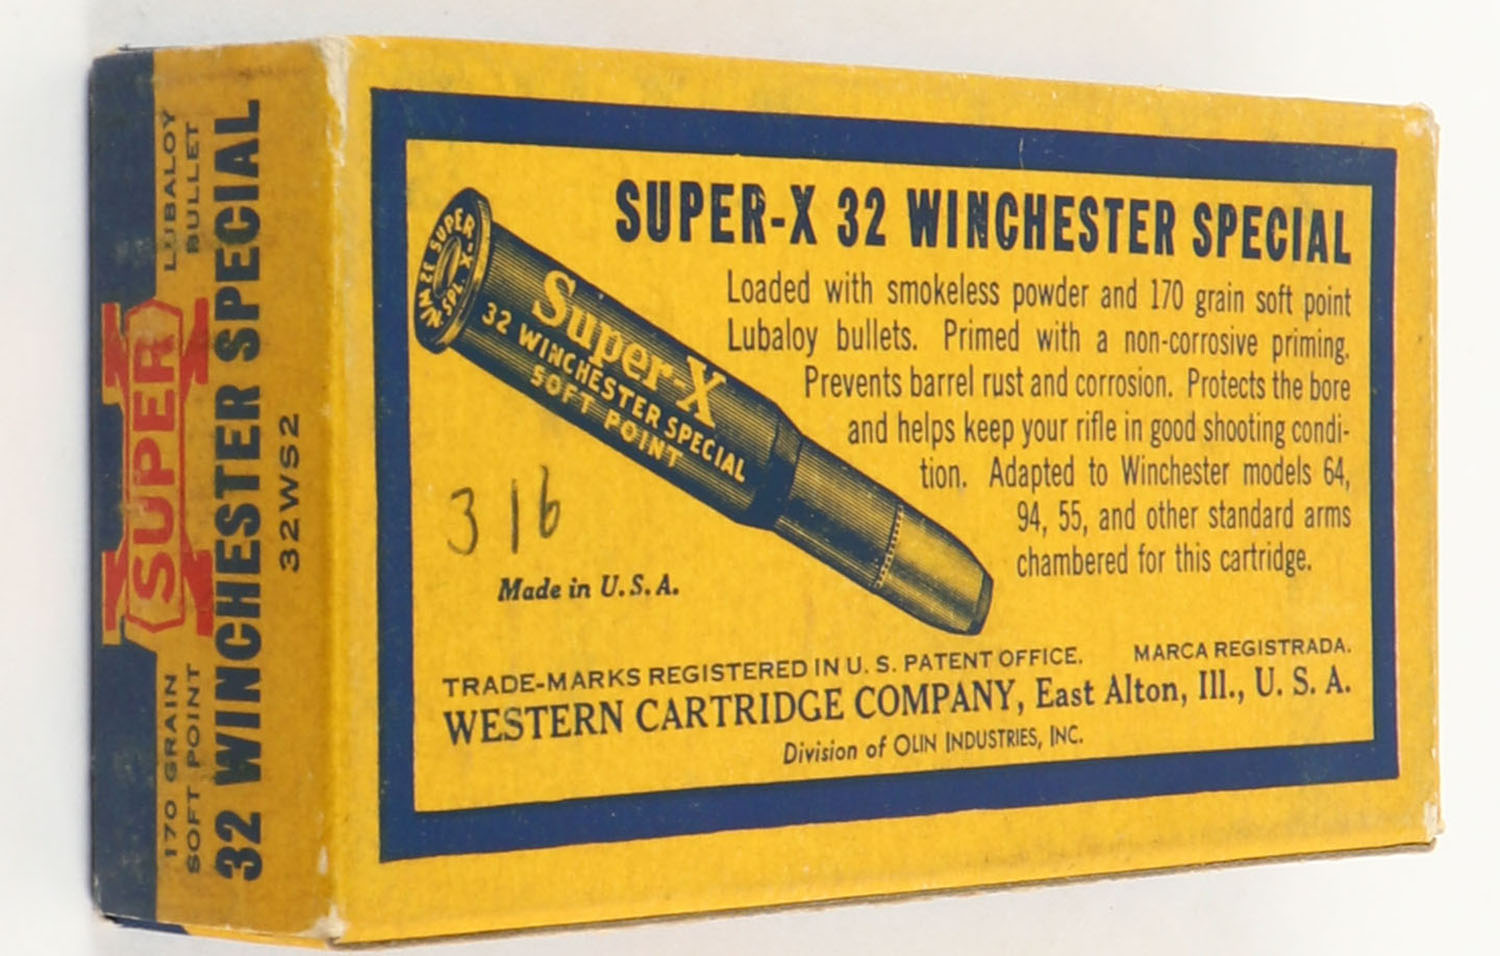 170 GRAIN
SOFT POINT
SUPER
X
LUBALOY
BULLET
32 WINCHESTER SPECIAL
32WS2
SUPER-X 32 WINCHESTER SPECIAL
Loaded with smokeless powder and 170 grain soft point
Lubaloy bullets. Primed with a non-corrosive priming.
Prevents barrel rust and corrosion. Protects the bore
and helps keep your rifle in good shooting condi-
tion. Adapted to Winchester models 64,
94, 55, and other standard arms
chambered for this cartridge.
SUPER-X
32 WIN.
SPL.
Super-X
32 WINCHESTER SPECIAL
SOFT POINT
316
Made in U.S.A.
TRADE-MARKS REGISTERED IN U. S. PATENT OFFICE. MARCA REGISTRADA.
WESTERN CARTRIDGE COMPANY, East Alton, Ill., U. S. A.
Division of OLIN INDUSTRIES, INC.